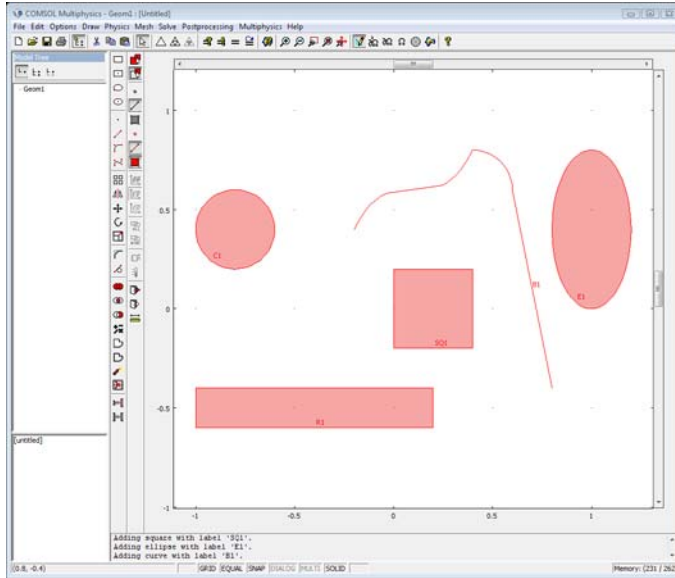 COMSOL Multiphysics - Geom1 : [Untitled]
File Edit Options Draw Physics Mesh Solve Postprocessing Multiphysics Help
Model Tree
Geom1
1
0.5
0
-0.5
-1
C1
E1
B1
SQ1
R1
-1 -0.5 0 0.5 1
[untitled]
Adding square with label 'SQ1'.
Adding ellipse with label 'E1'.
Adding curve with label 'B1'.
(0.8, -0.4) GRID EQUAL SNAP DIALOG MULTI SOLID Memory: (231 / 262